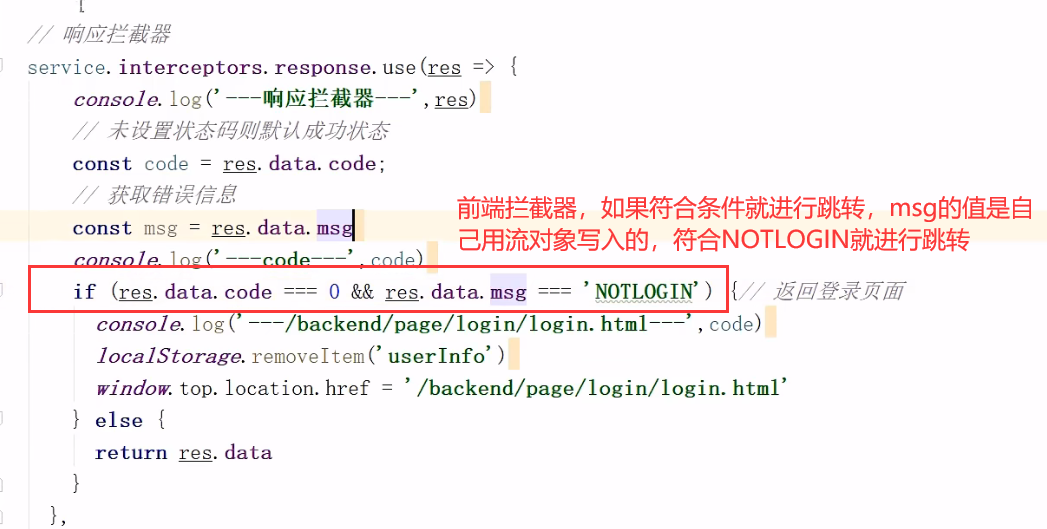 // 响应拦截器
service.interceptors.response.use(res => {
console.log('---响应拦截器---',res)
// 未设置状态码则默认成功状态
const code = res.data.code;
// 获取错误信息
const msg = res.data.msg
前端拦截器，如果符合条件就进行跳转，msg的值是自
己用流对象写入的，符合NOTLOGIN就进行跳转
console.log('---code---',code)
if (res.data.code === 0 && res.data.msg === 'NOTLOGIN') {// 返回登录页面
console.log('---/backend/page/login/login.html---',code)
localStorage.removeItem('userInfo')
window.top.location.href = '/backend/page/login/login.html'
} else {
return res.data
}
},